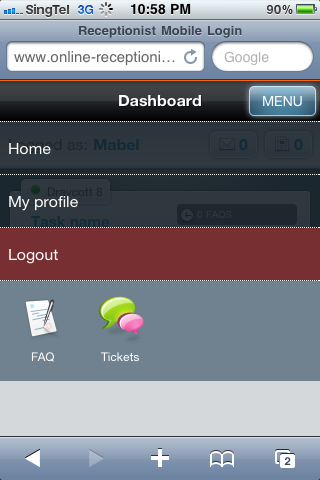 SingTel 3G 10:58 PM 90%
Receptionist Mobile Login
www.online-receptioni... Google
Dashboard MENU
as: Mabel 0 0
Home
Draycott 8
My profile
0 FAQS
Task name
Logout
FAQ Tickets
2